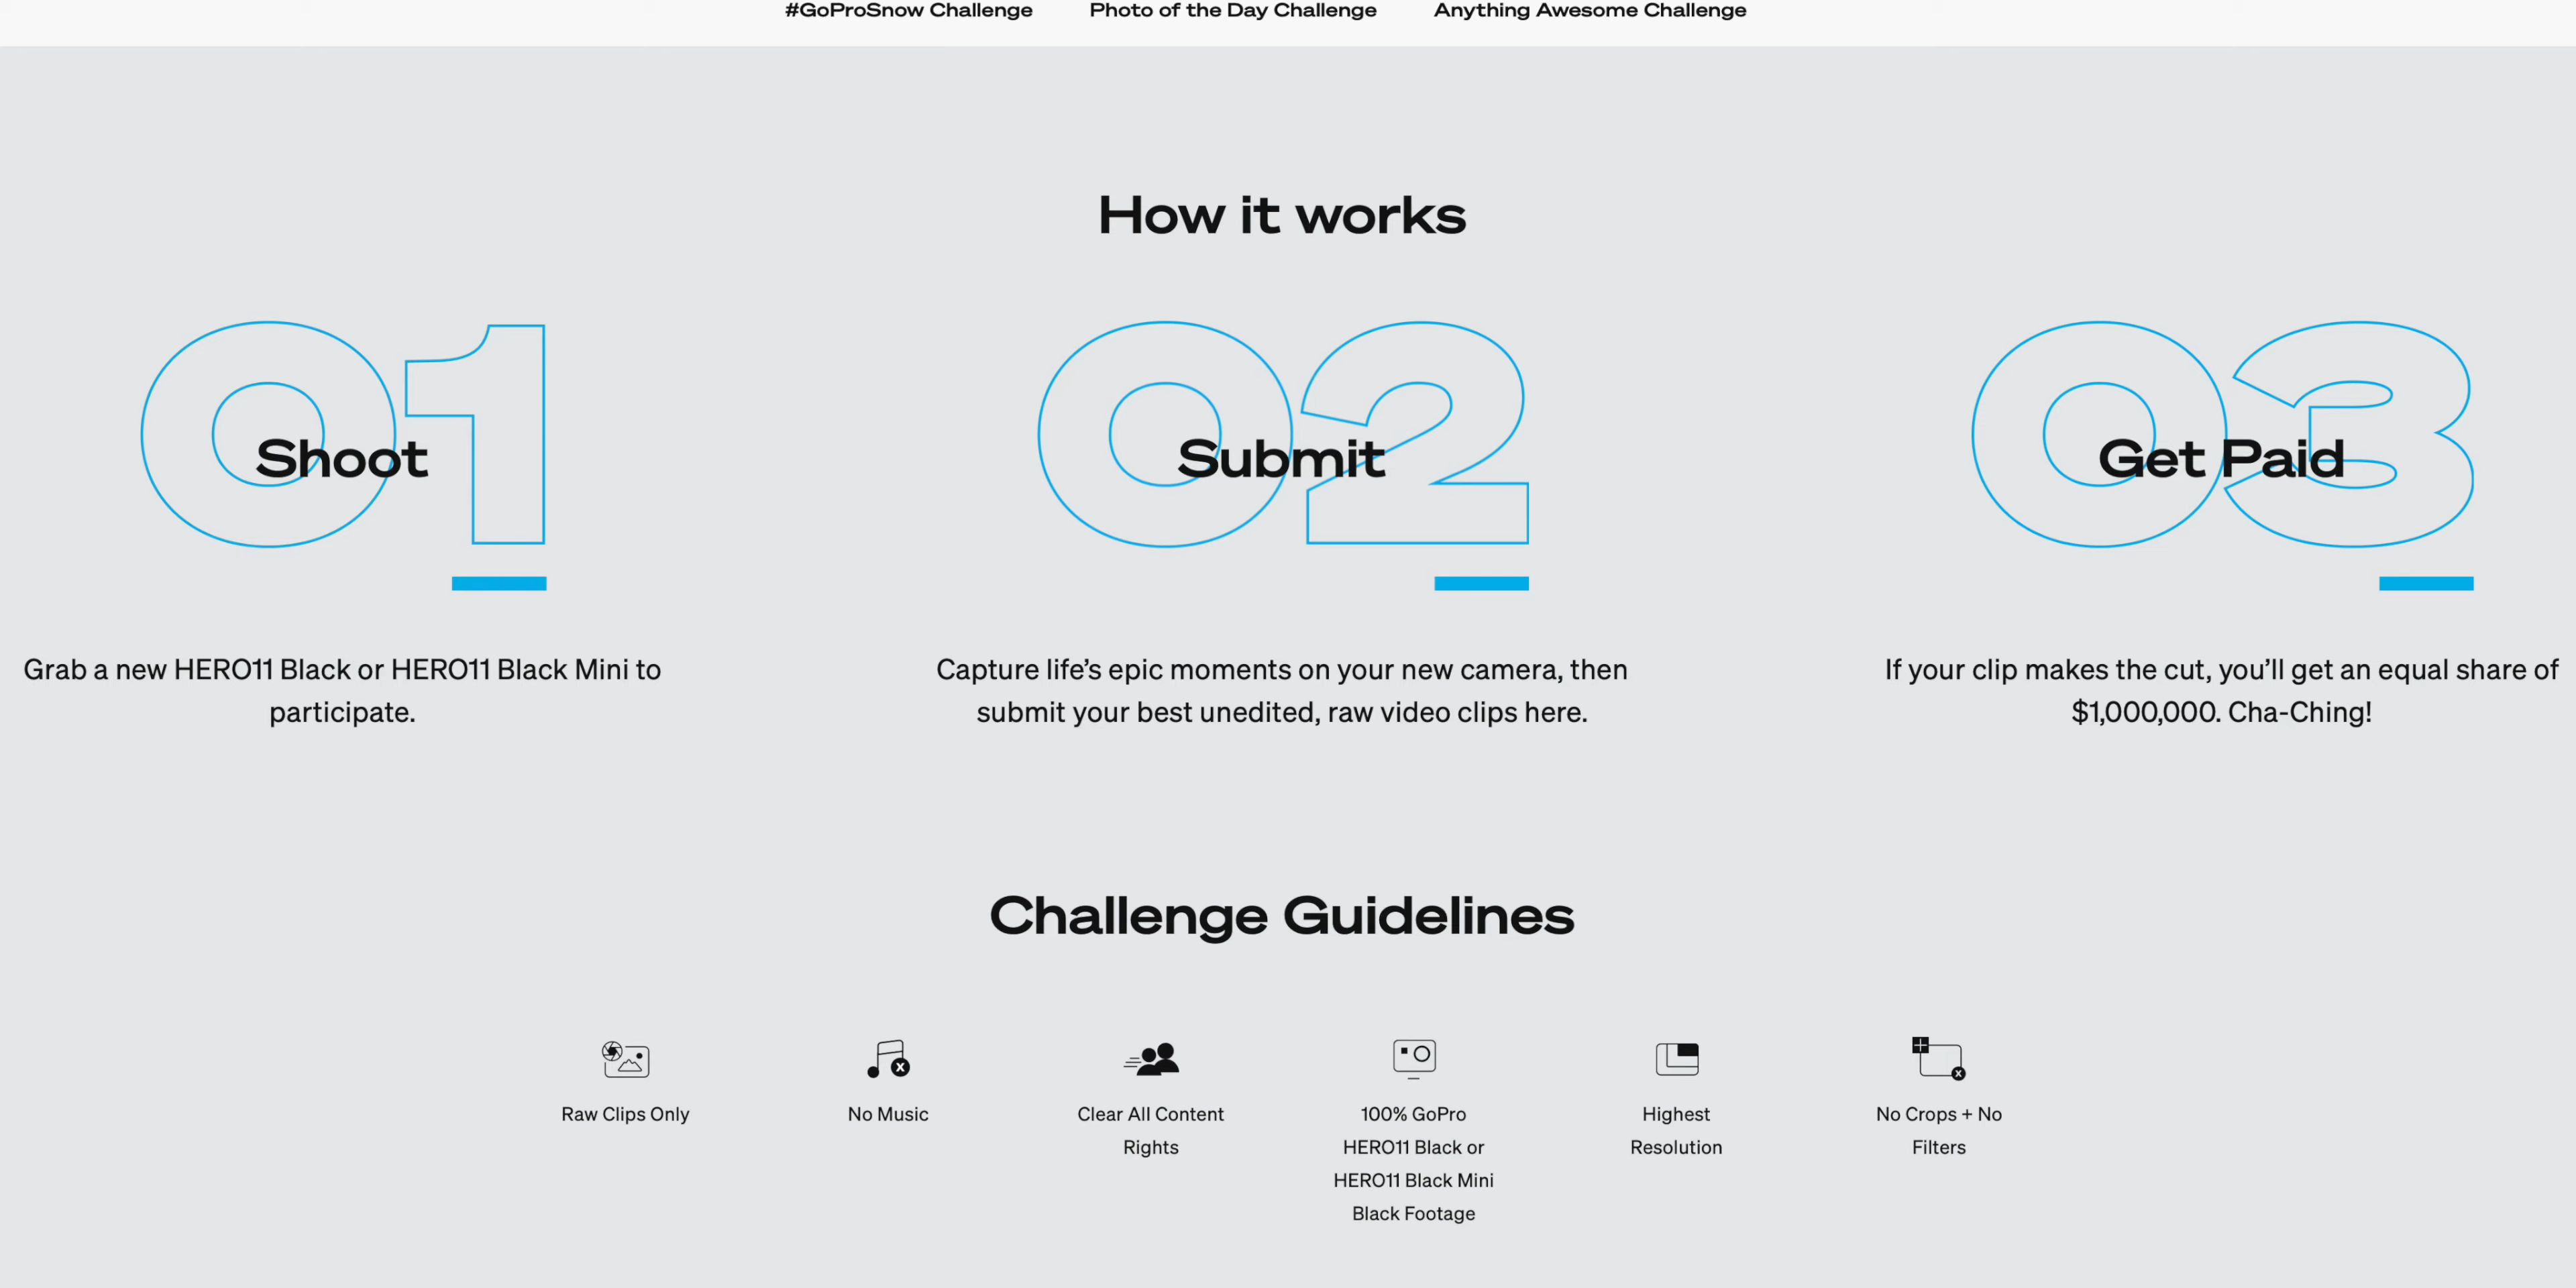 #GoProSnow Challenge
Photo of the Day Challenge
Anything Awesome Challenge
How it works
01
Shoot
Grab a new HERO11 Black or HERO11 Black Mini to
participate.
02
Submit
Capture life's epic moments on your new camera, then
submit your best unedited, raw video clips here.
03
Get Paid
If your clip makes the cut, you'll get an equal share of
$1,000,000. Cha-Ching!
Challenge Guidelines
Raw Clips Only
No Music
Clear All Content
Rights
100% GoPro
HERO11 Black or
HERO11 Black Mini
Black Footage
Highest
Resolution
No Crops + No
Filters